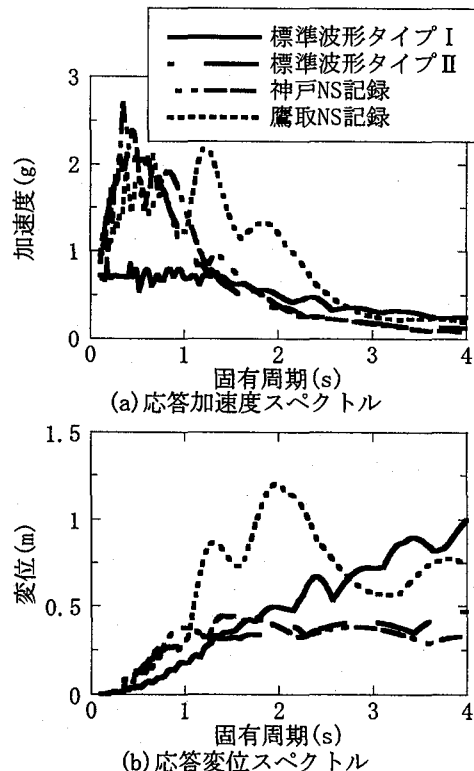 標準波形タイプⅠ
標準波形タイプⅡ
神戸NS記録
鷹取NS記録
3
2
1
0
加速度(g)
0 1 2 3 4
固有周期(s)
(a)応答加速度スペクトル
1.5
1
0.5
0
変位(m)
0 1 2 3 4
固有周期(s)
(b)応答変位スペクトル